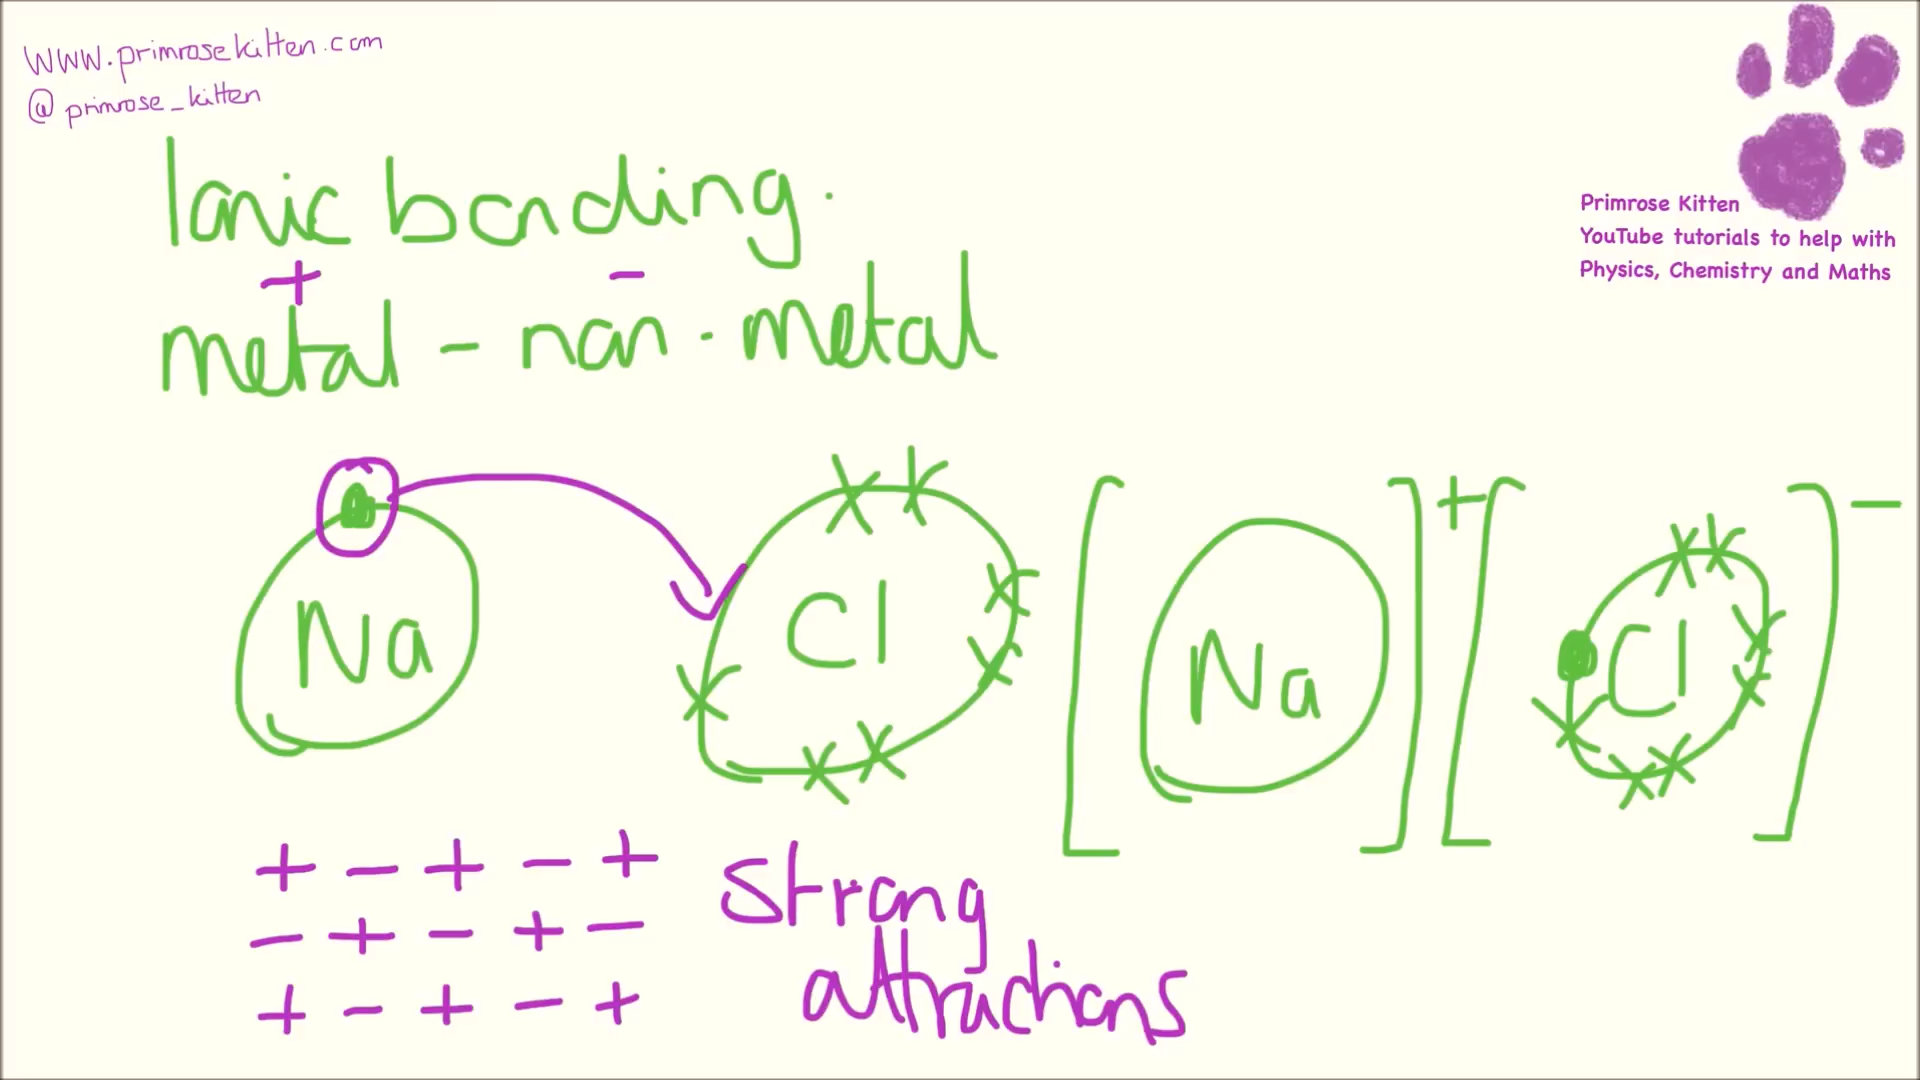 www.primrosekitten.com
@primrose_kitten
Primrose Kitten
YouTube tutorials to help with
Physics, Chemistry and Maths
Ionic bonding.
+ -
metal - non-metal
Na Cl [Na]+ [Cl]-
+ - + - +
- + - + -
+ - + - +
Strong
attractions